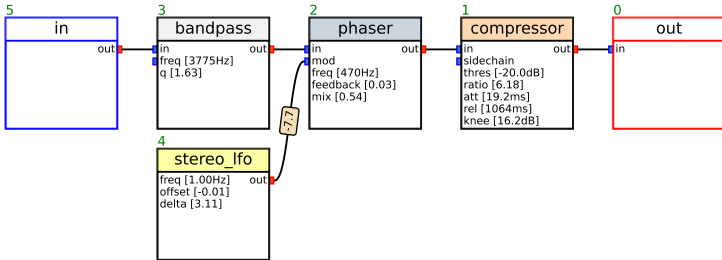 5
in
out
3
bandpass
in
out
freq [3775Hz]
q [1.63]
2
phaser
in
out
mod
freq [470Hz]
feedback [0.03]
mix [0.54]
1
compressor
in
out
sidechain
thres [-20.0dB]
ratio [6.18]
att [19.2ms]
rel [1064ms]
knee [16.2dB]
0
out
in
-7.7
4
stereo_lfo
freq [1.00Hz]
out
offset [-0.01]
delta [3.11]